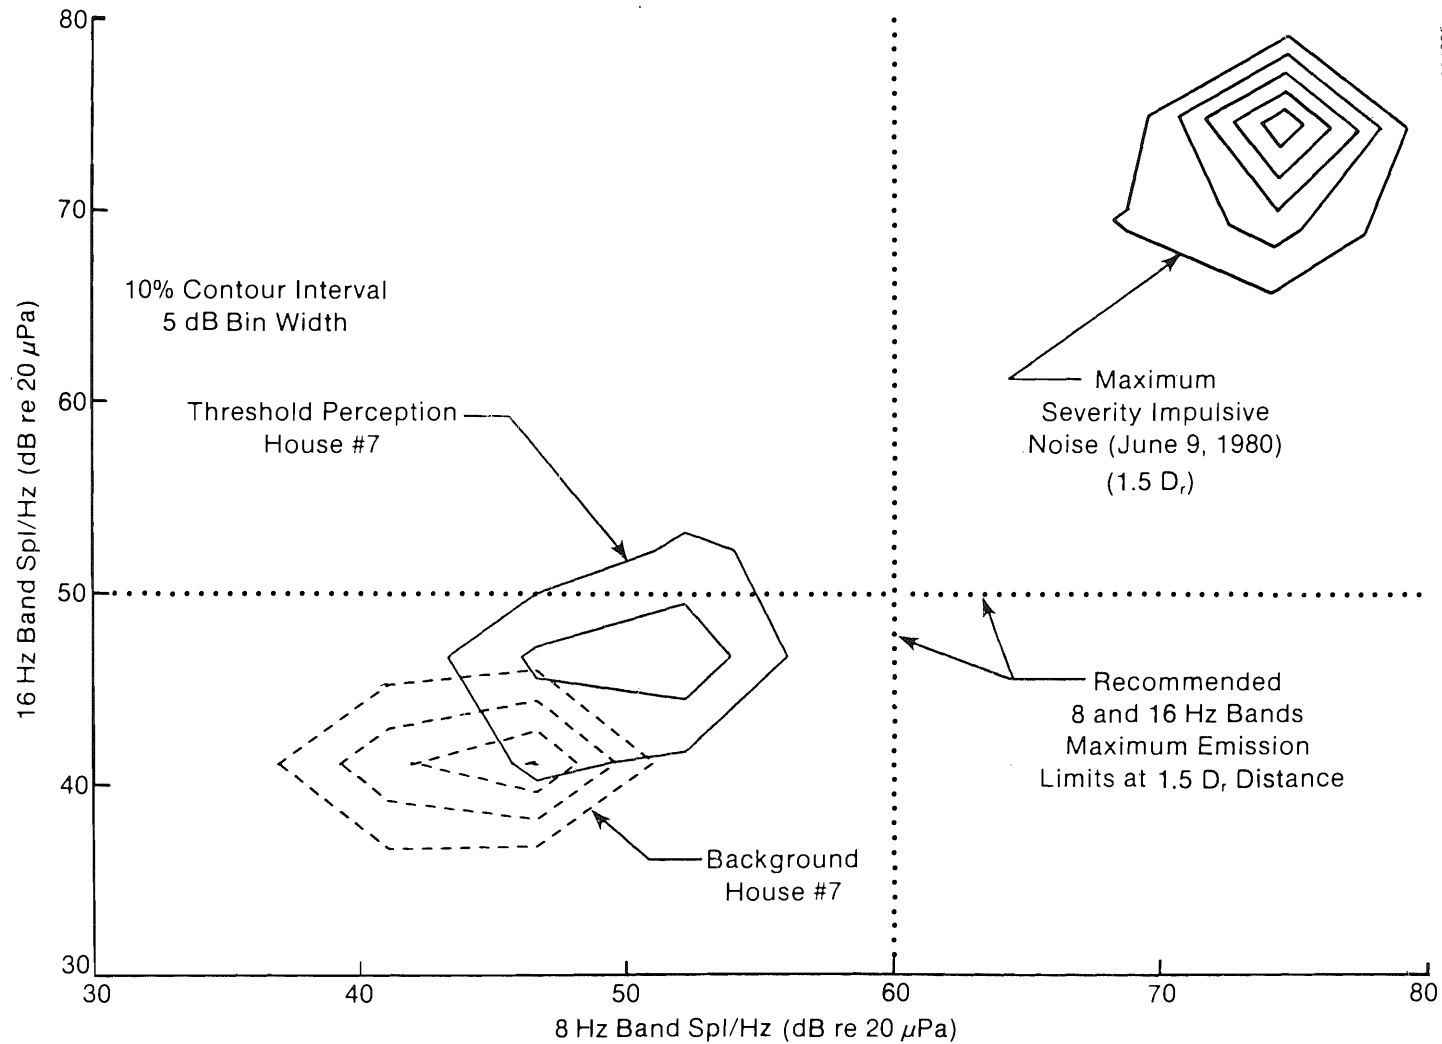 80
70
60
50
40
30
30
40
50
60
70
80
16 Hz Band Spl/Hz (dB re 20 µPa)
8 Hz Band Spl/Hz (dB re 20 µPa)
10% Contour Interval
5 dB Bin Width
Threshold Perception
House #7
Maximum
Severity Impulsive
Noise (June 9, 1980)
(1.5 Dᵣ)
Recommended
8 and 16 Hz Bands
Maximum Emission
Limits at 1.5 Dᵣ Distance
Background
House #7